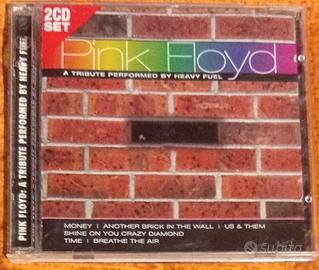 2CD
SET
Pink Floyd
A TRIBUTE PERFORMED BY HEAVY FUEL
PINK FLOYD: A TRIBUTE PERFORMED BY HEAVY FUEL
MONEY | ANOTHER BRICK IN THE WALL | US & THEM
SHINE ON YOU CRAZY DIAMOND
TIME | BREATHE THE AIR
subito